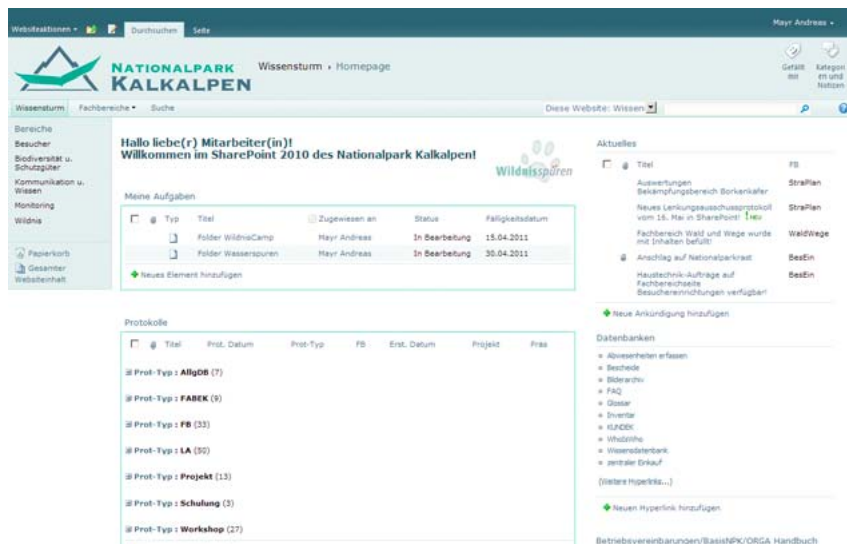 Websiteaktionen
Durchsuchen
Seite
Mayr Andreas
NATIONALPARK
KALKALPEN
Wissensturm › Homepage
Gefällt
mir
Kategori
en und
Notizen
Wissensturm
Fachbereiche
Suche
Diese Website: Wissen
Bereiche
Besucher
Biodiversität u.
Schutzgüter
Kommunikation u.
Wissen
Monitoring
Wildnis
Papierkorb
Gesamter
Websiteinhalt
Hallo liebe(r) Mitarbeiter(in)!
Willkommen im SharePoint 2010 des Nationalpark Kalkalpen!
Wildnisspüren
Meine Aufgaben
Typ Titel Zugewiesen an Status Fälligkeitsdatum
Folder WildnisCamp Mayr Andreas In Bearbeitung 15.04.2011
Folder Wasserspuren Mayr Andreas In Bearbeitung 30.04.2011
Neues Element hinzufügen
Protokolle
Titel Prot. Datum Prot-Typ FB Erst. Datum Projekt Präs
Prot-Typ : AllgDB (7)
Prot-Typ : FABEK (9)
Prot-Typ : FB (33)
Prot-Typ : LA (50)
Prot-Typ : Projekt (13)
Prot-Typ : Schulung (3)
Prot-Typ : Workshop (27)
Aktuelles
Titel FB
Auswertungen StraPlan
Bekämpfungsbereich Borkenkäfer
Neues Lenkungsausschussprotokoll StraPlan
vom 16. Mai in SharePoint! NEU
Fachbereich Wald und Wege wurde WaldWege
mit Inhalten befüllt!
Anschlag auf Nationalparkrast BesEin
Haustechnik-Aufträge auf BesEin
Fachbereichseite
Besuchereinrichtungen verfügbar!
Neue Ankündigung hinzufügen
Datenbanken
Abwesenheiten erfassen
Bescheide
Bilderarchiv
FAQ
Glossar
Inventar
KUNDEK
WhoIsWho
Wissensdatenbank
zentraler Einkauf
(Weitere Hyperlinks...)
Neuen Hyperlink hinzufügen
Betriebsvereinbarungen/BasisNPK/ORGA Handbuch